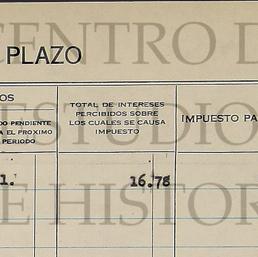 CENTRO D
PLAZO
OS
DO PENDIENTE
A EL PROXIMO
PERIODO
TOTAL DE INTERESES
PERCIBIDOS SOBRE
LOS CUALES SE CAUSA
IMPUESTO
IMPUESTO PA
ESTUDIO
1.
16.78
E HISTOR